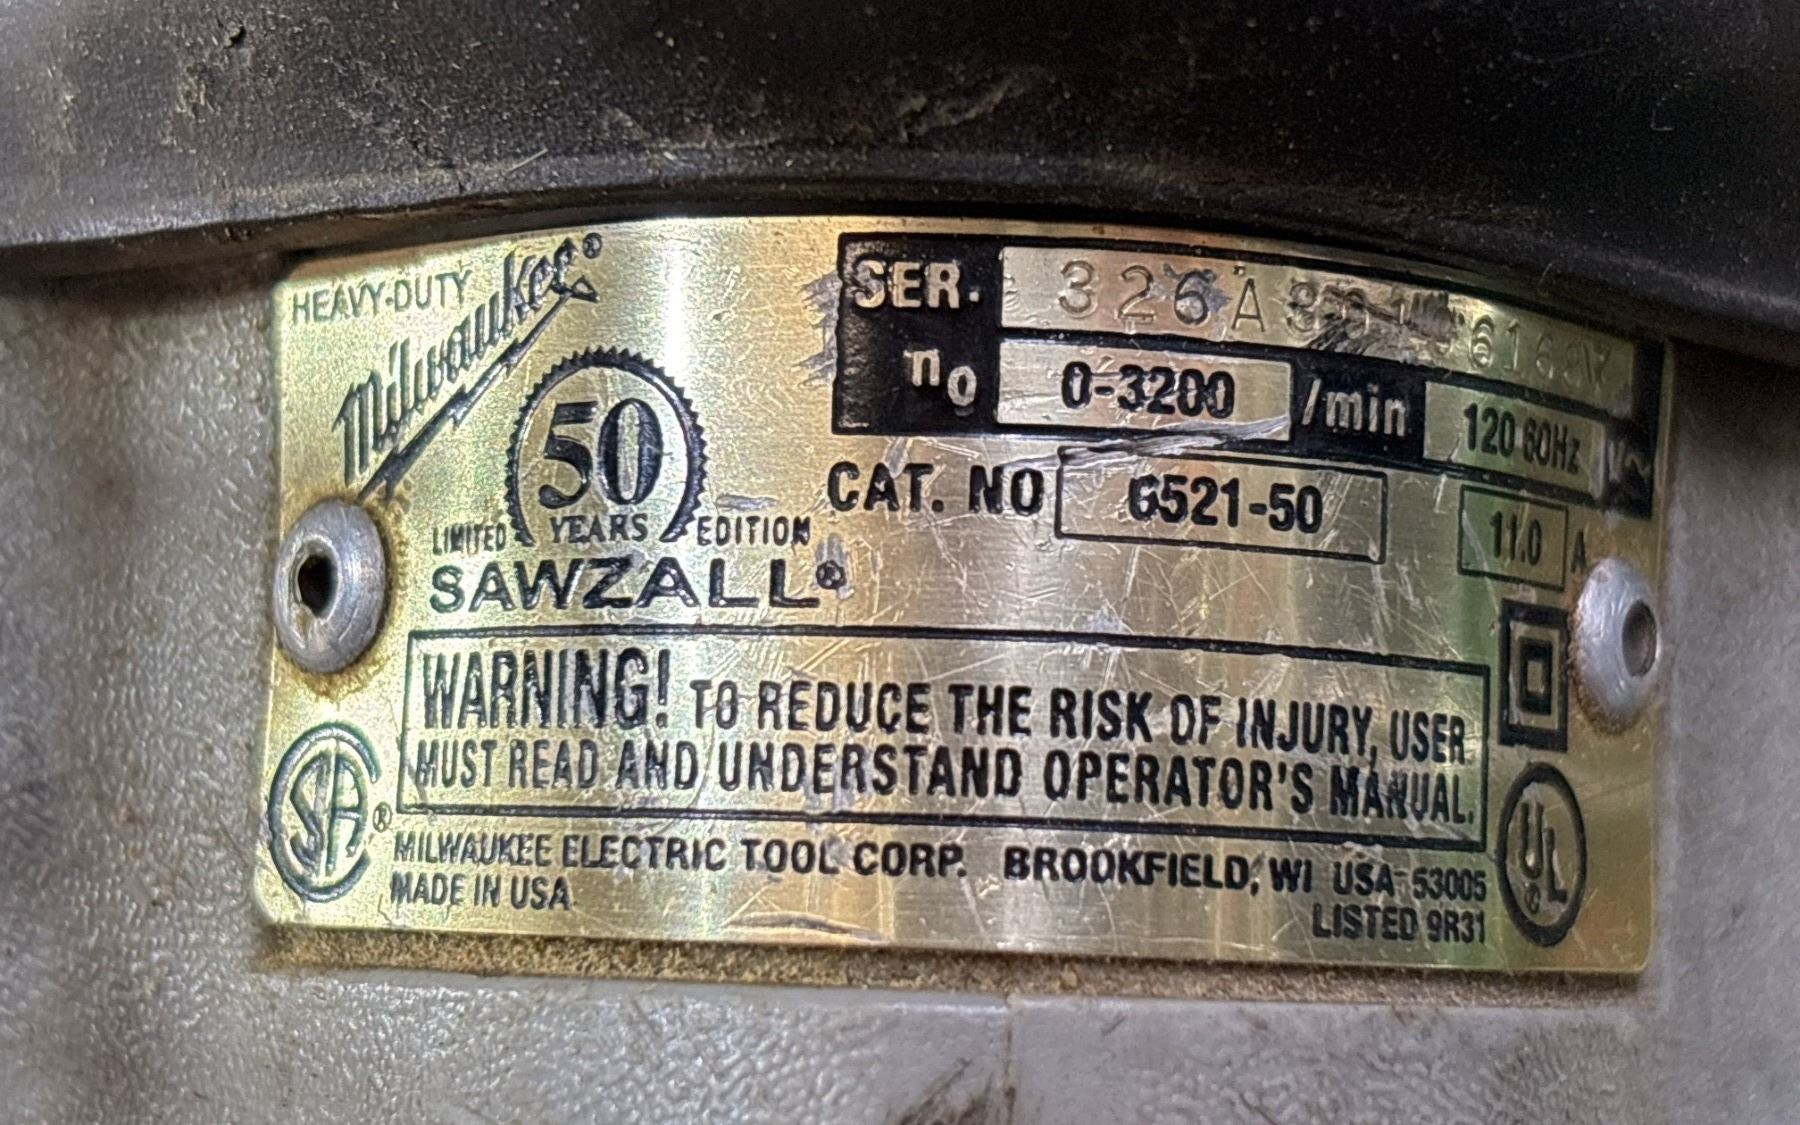 HEAVY-DUTY
Milwaukee®
50
YEARS
LIMITED EDITION
SAWZALL®
SER. 326A
n₀ 0-3200 /min 120 60Hz V~
CAT. NO 6521-50 11.0 A
WARNING! TO REDUCE THE RISK OF INJURY, USER
MUST READ AND UNDERSTAND OPERATOR'S MANUAL.
SA®
UL®
MILWAUKEE ELECTRIC TOOL CORP. BROOKFIELD, WI USA 53005
MADE IN USA
LISTED 9R31